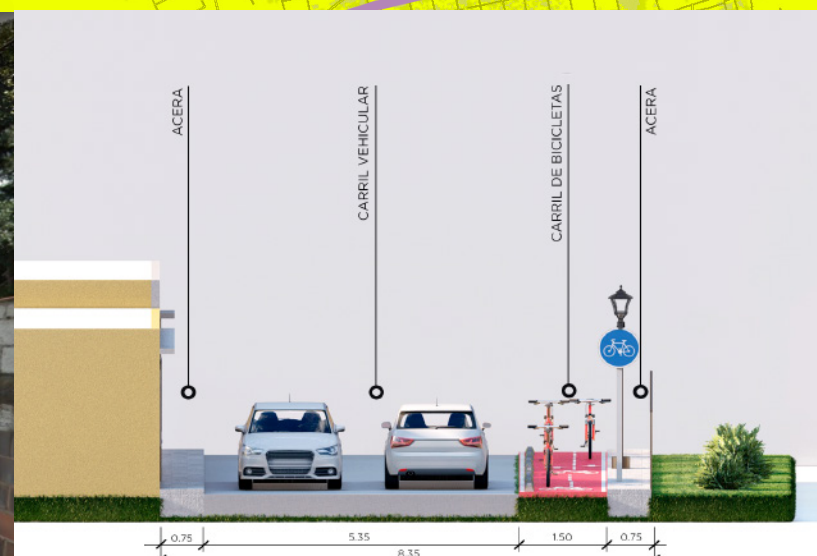 ACERA
CARRIL VEHICULAR
CARRIL DE BICICLETAS
ACERA
0.75
5.35
1.50
0.75
8.35